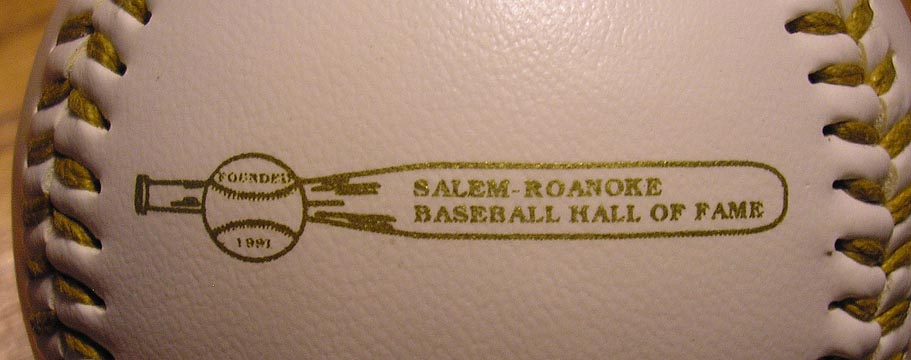 FOUNDED
1991
SALEM-ROANOKE
BASEBALL HALL OF FAME